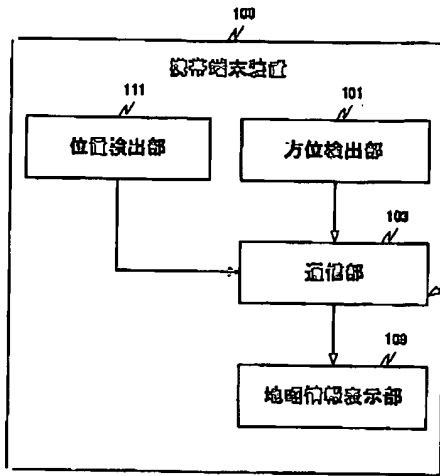 100
携帯端末装置
111
101
位置検出部
方位検出部
103
通信部
109
地図情報表示部